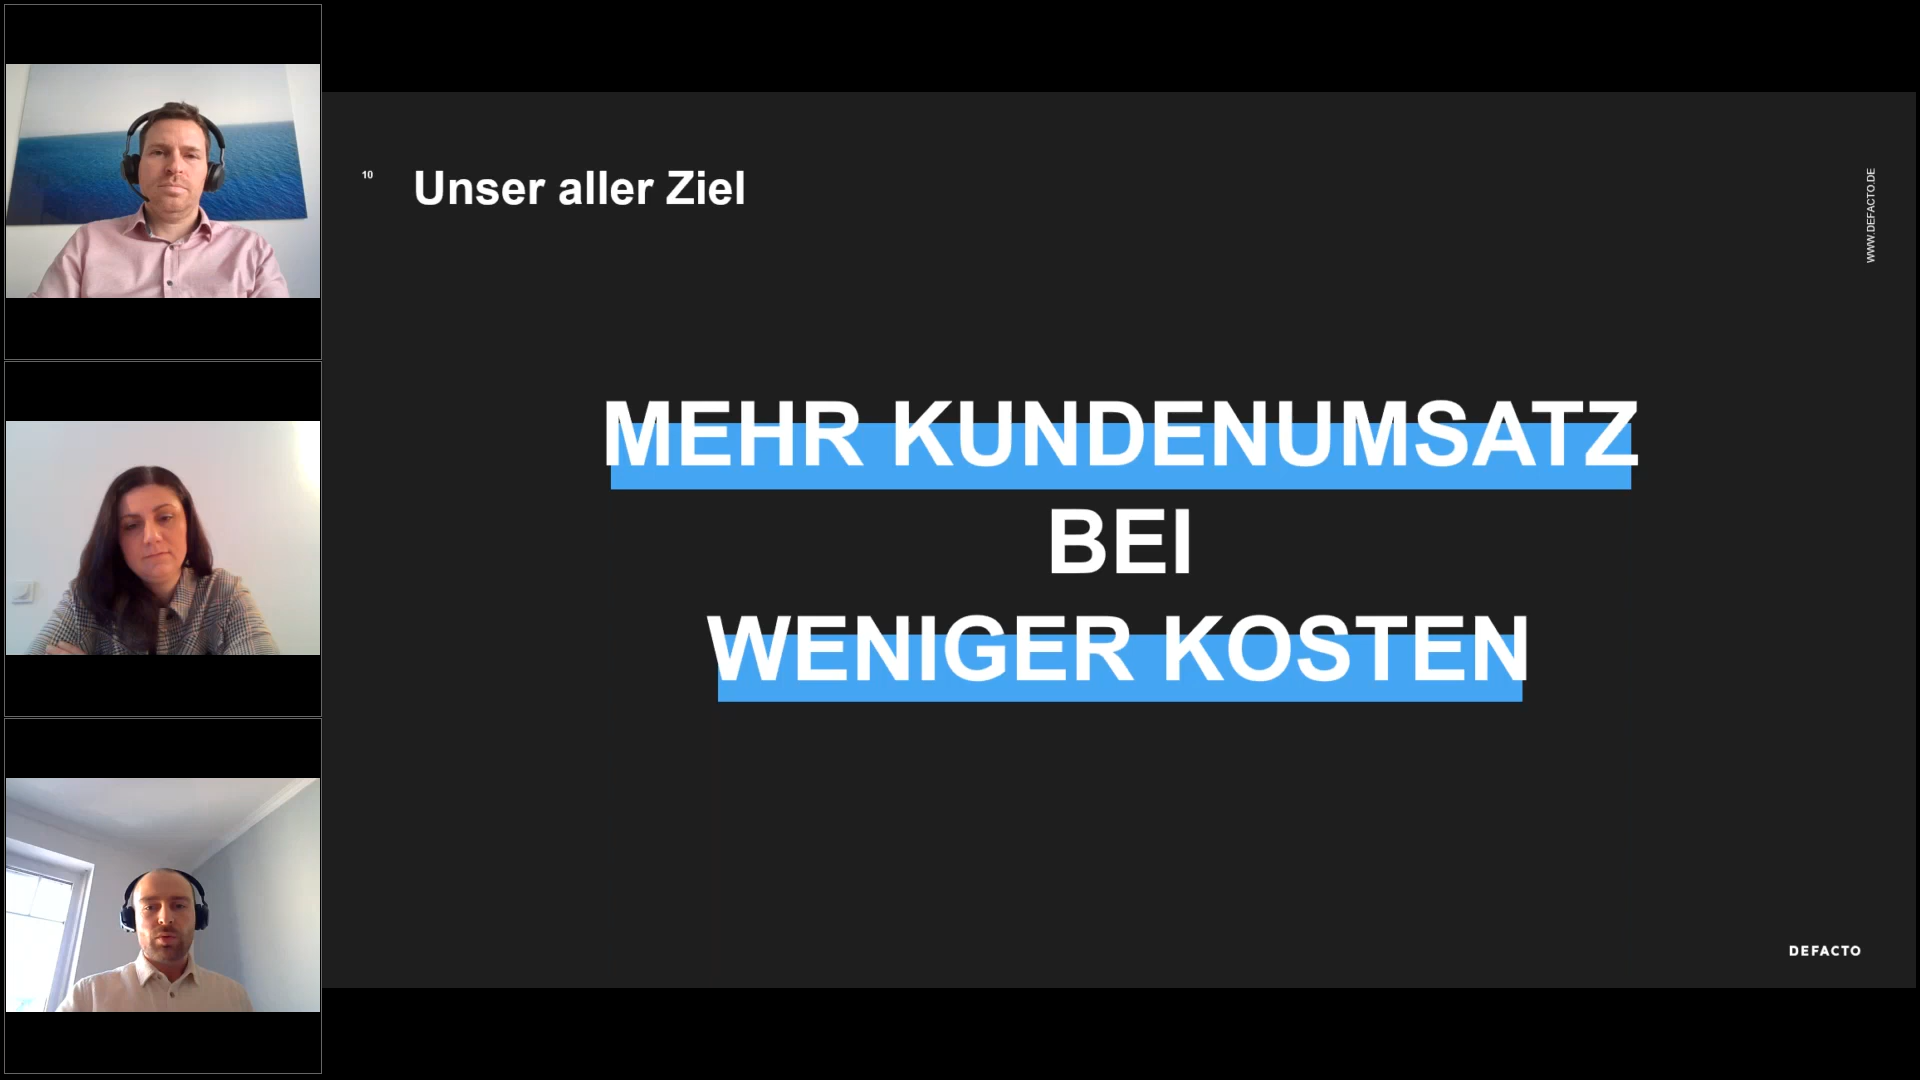 10
Unser aller Ziel
WWW.DEFACTO.DE
MEHR KUNDENUMSATZ
BEI
WENIGER KOSTEN
DEFACTO